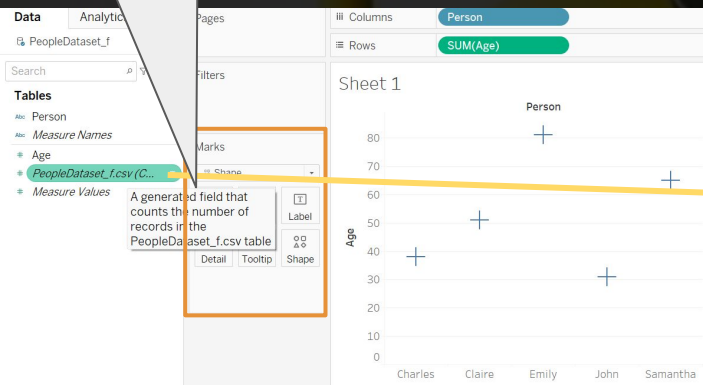 Data
Analytic
PeopleDataset_f
Search
Tables
Abc Person
Abc Measure Names
# Age
# PeopleDataset_f.csv (C...
# Measure Values
Pages
Filters
Marks
Shape
Label
Detail Tooltip Shape
A generated field that
counts the number of
records in the
PeopleDataset_f.csv table
Columns Person
Rows SUM(Age)
Sheet 1
Person
Age
80
70
60
50
40
30
20
10
0
Charles Claire Emily John Samantha